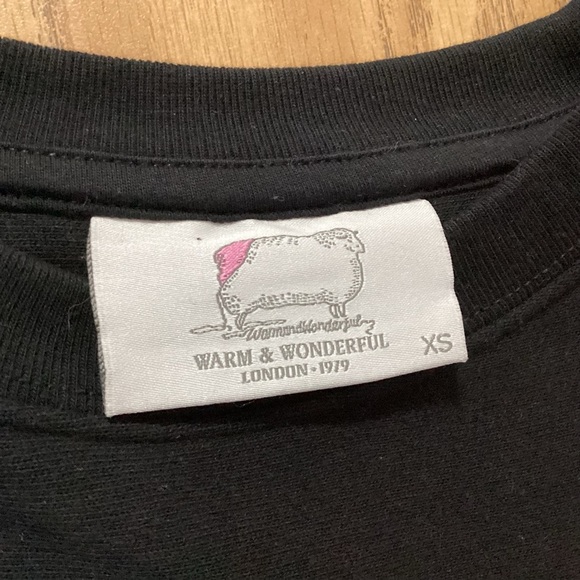 WarmandWonderful
WARM & WONDERFUL
LONDON · 1979
XS